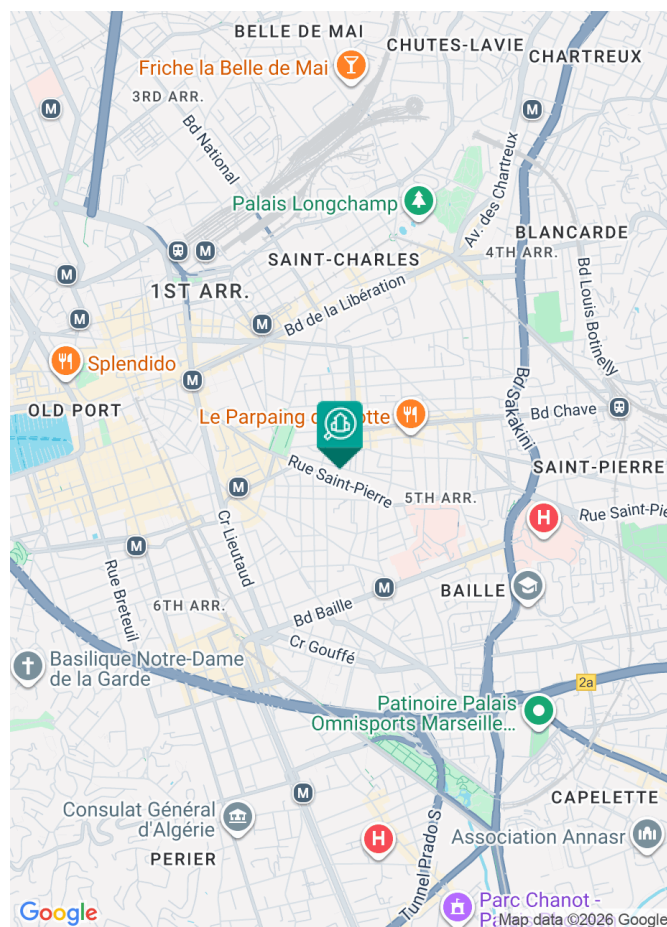 BELLE DE MAI
CHUTES-LAVIE
CHARTREUX
Friche la Belle de Mai
M
3RD ARR.
M
Bd National
Av. des Chartreux
Palais Longchamp
BLANCARDE
4TH ARR.
M
SAINT-CHARLES
M
1ST ARR.
Bd Louis Botinelly
Bd de la Libération
M
M
Splendido
M
Bd Sakakini
OLD PORT
Le Parpaing
otte
Bd Chave
Rue Saint-Pierre
SAINT-PIERRE
M
5TH ARR.
H
Rue Saint-Pie
Cr Lieutaud
M
Rue Breteuil
M
BAILLE
6TH ARR.
Bd Baille
Cr Gouffé
Basilique Notre-Dame
de la Garde
2a
Patinoire Palais
Omnisports Marseille...
M
CAPELETTE
Consulat Général
d'Algérie
H
Association Annasr
PERIER
Tunnel Prado S
Parc Chanot -
Google
Map data ©2026 Google